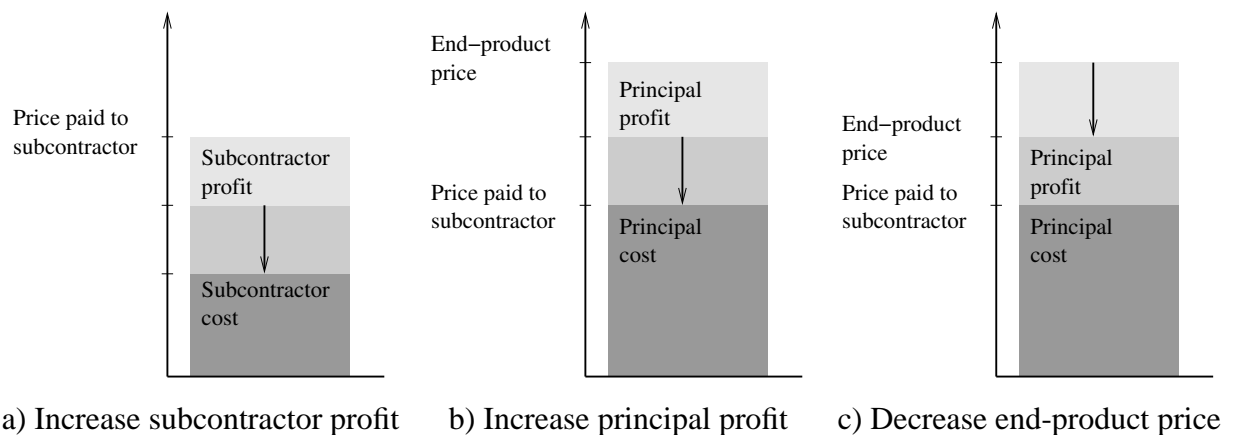 Price paid to
subcontractor
Subcontractor
profit
Subcontractor
cost
a) Increase subcontractor profit
End−product
price
Price paid to
subcontractor
Principal
profit
Principal
cost
b) Increase principal profit
End−product
price
Price paid to
subcontractor
Principal
profit
Principal
cost
c) Decrease end-product price